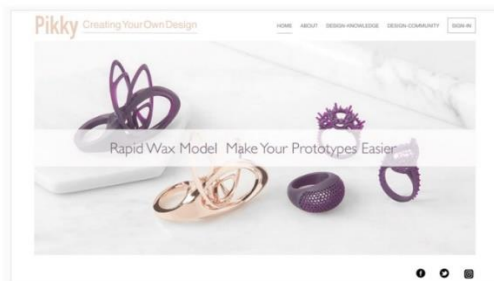 Pikky Creating Your Own Design
HOME ABOUT DESIGN-KNOWLEDGE DESIGN-COMMUNITY SIGN-IN
Rapid Wax Model Make Your Prototypes Easier